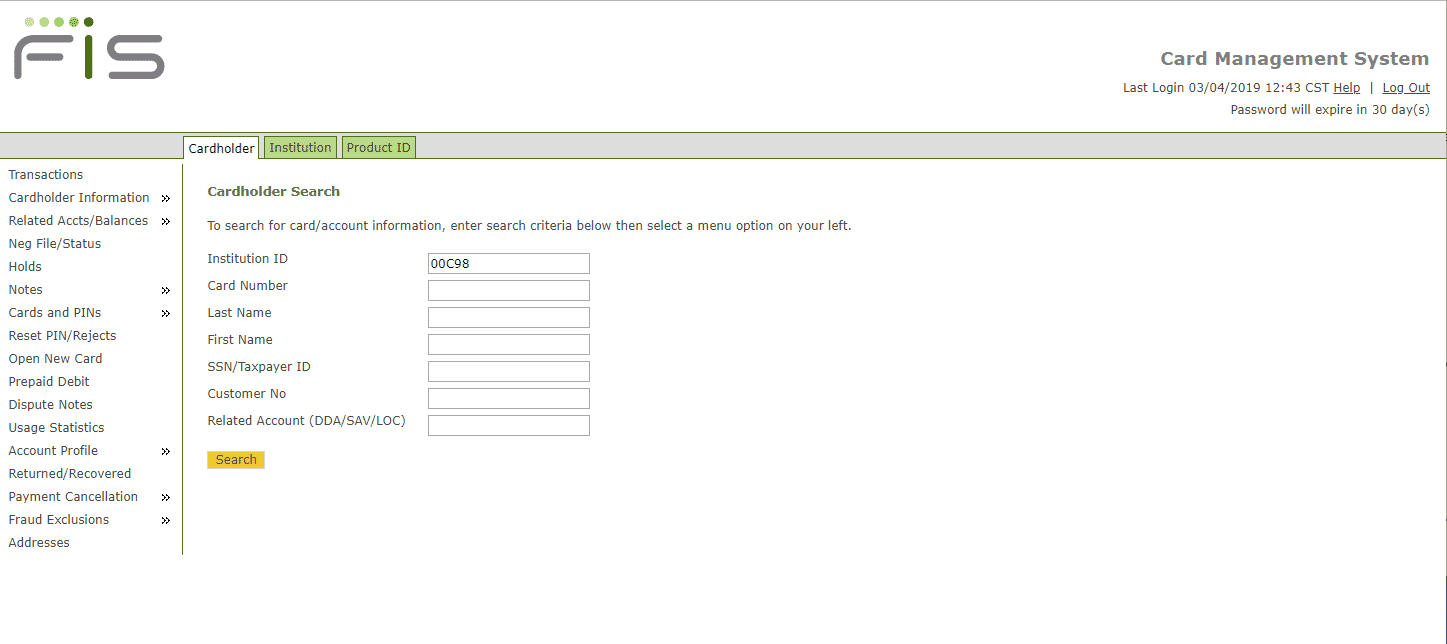 FIS
Card Management System
Last Login 03/04/2019 12:43 CST Help | Log Out
Password will expire in 30 day(s)
Cardholder Institution Product ID
Transactions
Cardholder Information »
Related Accts/Balances »
Neg File/Status
Holds
Notes »
Cards and PINs »
Reset PIN/Rejects
Open New Card
Prepaid Debit
Dispute Notes
Usage Statistics
Account Profile »
Returned/Recovered
Payment Cancellation »
Fraud Exclusions »
Addresses
Cardholder Search
To search for card/account information, enter search criteria below then select a menu option on your left.
Institution ID 00C98
Card Number
Last Name
First Name
SSN/Taxpayer ID
Customer No
Related Account (DDA/SAV/LOC)
Search